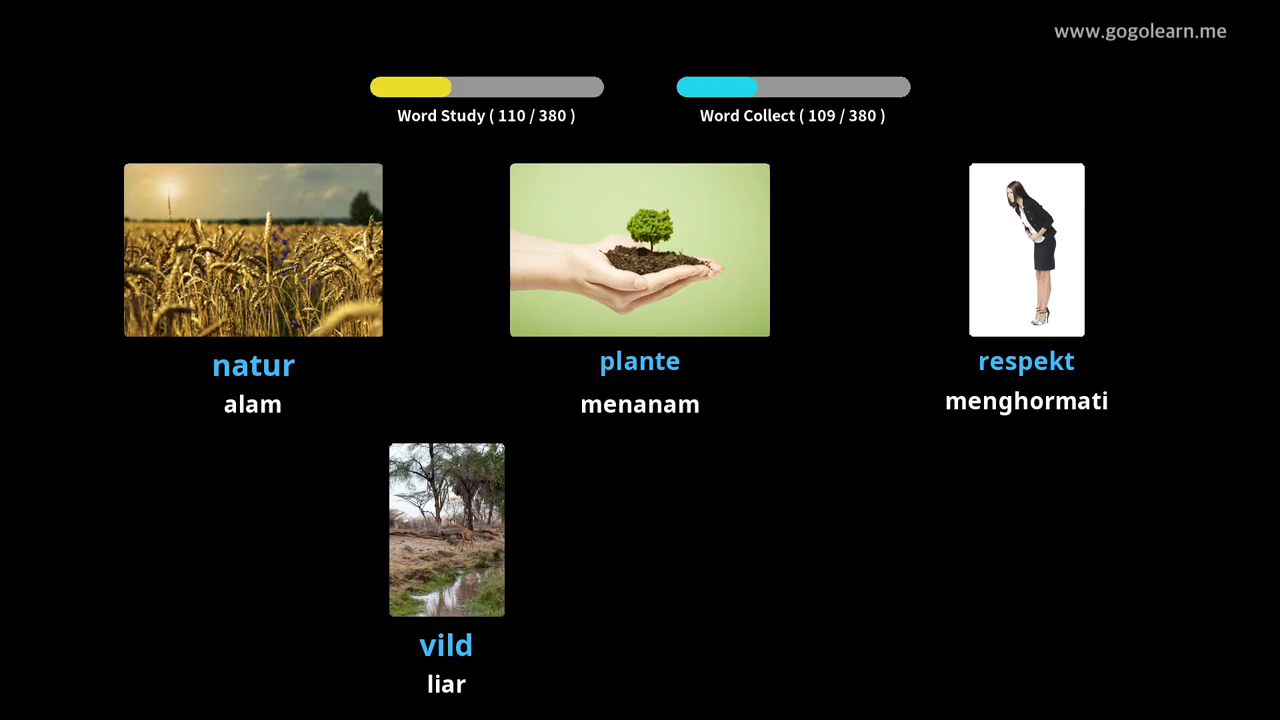 www.gogolearn.me
Word Study ( 110 / 380 )
Word Collect ( 109 / 380 )
natur
alam
plante
menanam
respekt
menghormati
vild
liar